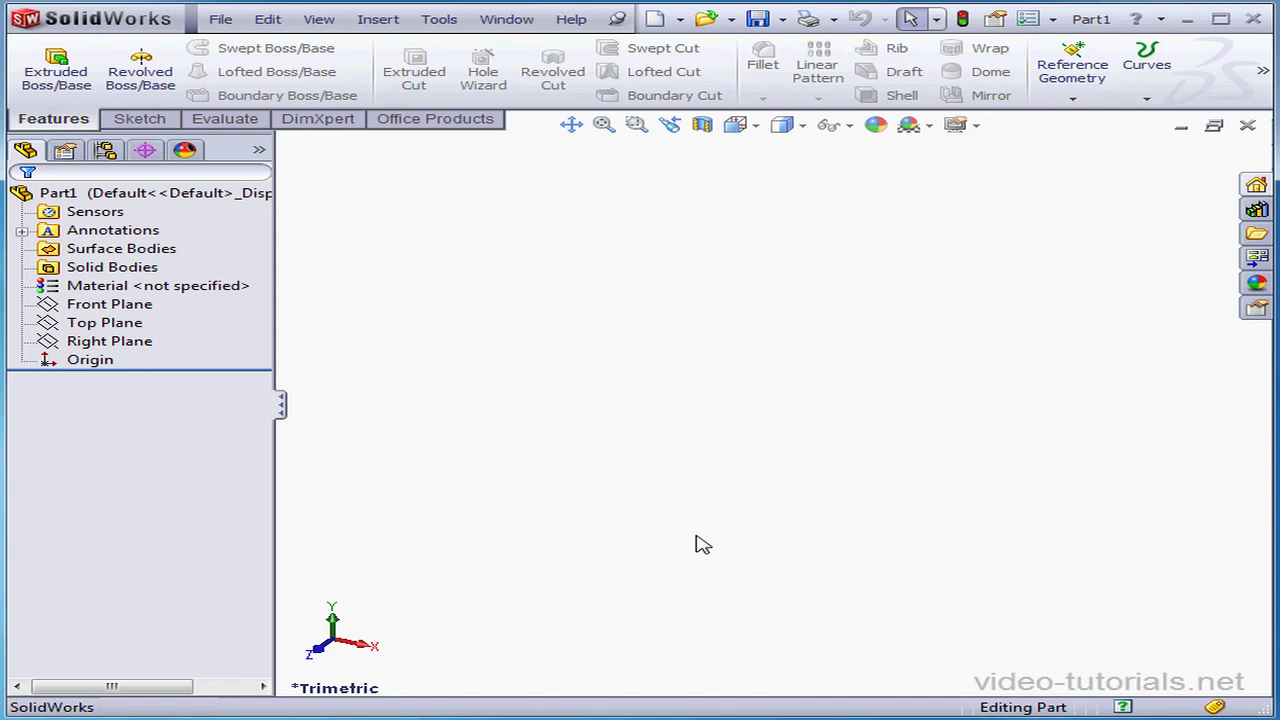 SolidWorks File Edit View Insert Tools Window Help Part1 ?
Extruded Boss/Base
Revolved Boss/Base
Swept Boss/Base
Lofted Boss/Base
Boundary Boss/Base
Extruded Cut
Hole Wizard
Revolved Cut
Swept Cut
Lofted Cut
Boundary Cut
Fillet
Linear Pattern
Rib
Draft
Shell
Wrap
Dome
Mirror
Reference Geometry
Curves
Features Sketch Evaluate DimXpert Office Products
Part1 (Default<<Default>_Disp
Sensors
Annotations
Surface Bodies
Solid Bodies
Material <not specified>
Front Plane
Top Plane
Right Plane
Origin
Y
X
Z
*Trimetric
video-tutorials.net
SolidWorks Editing Part